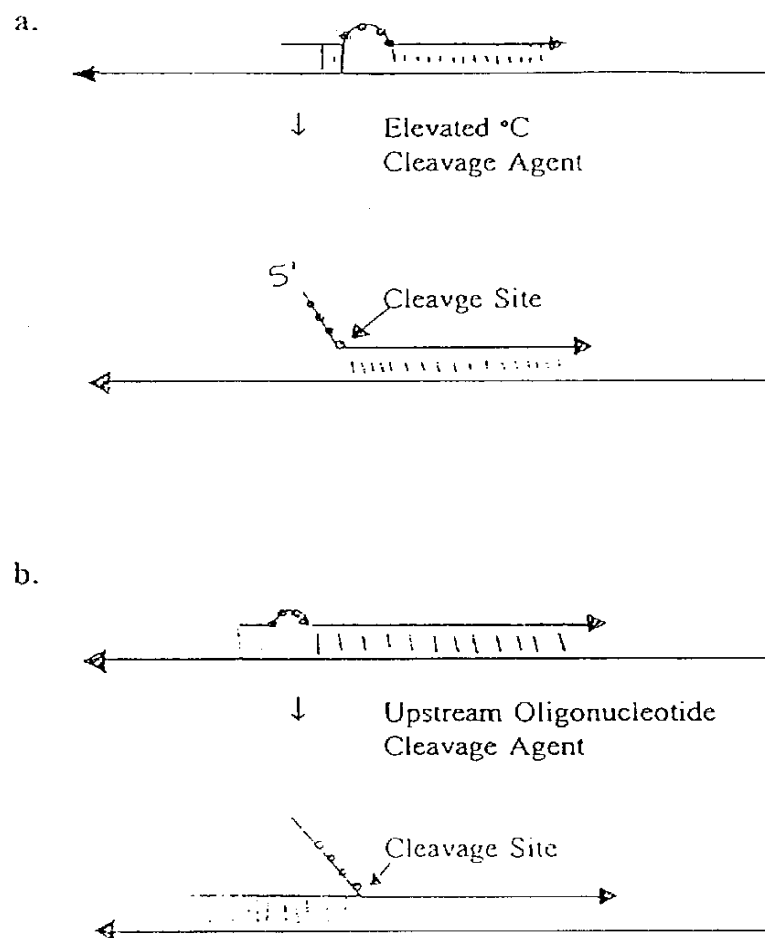 a.
↓ Elevated °C
Cleavage Agent
5'
Cleavge Site
b.
↓ Upstream Oligonucleotide
Cleavage Agent
Cleavage Site